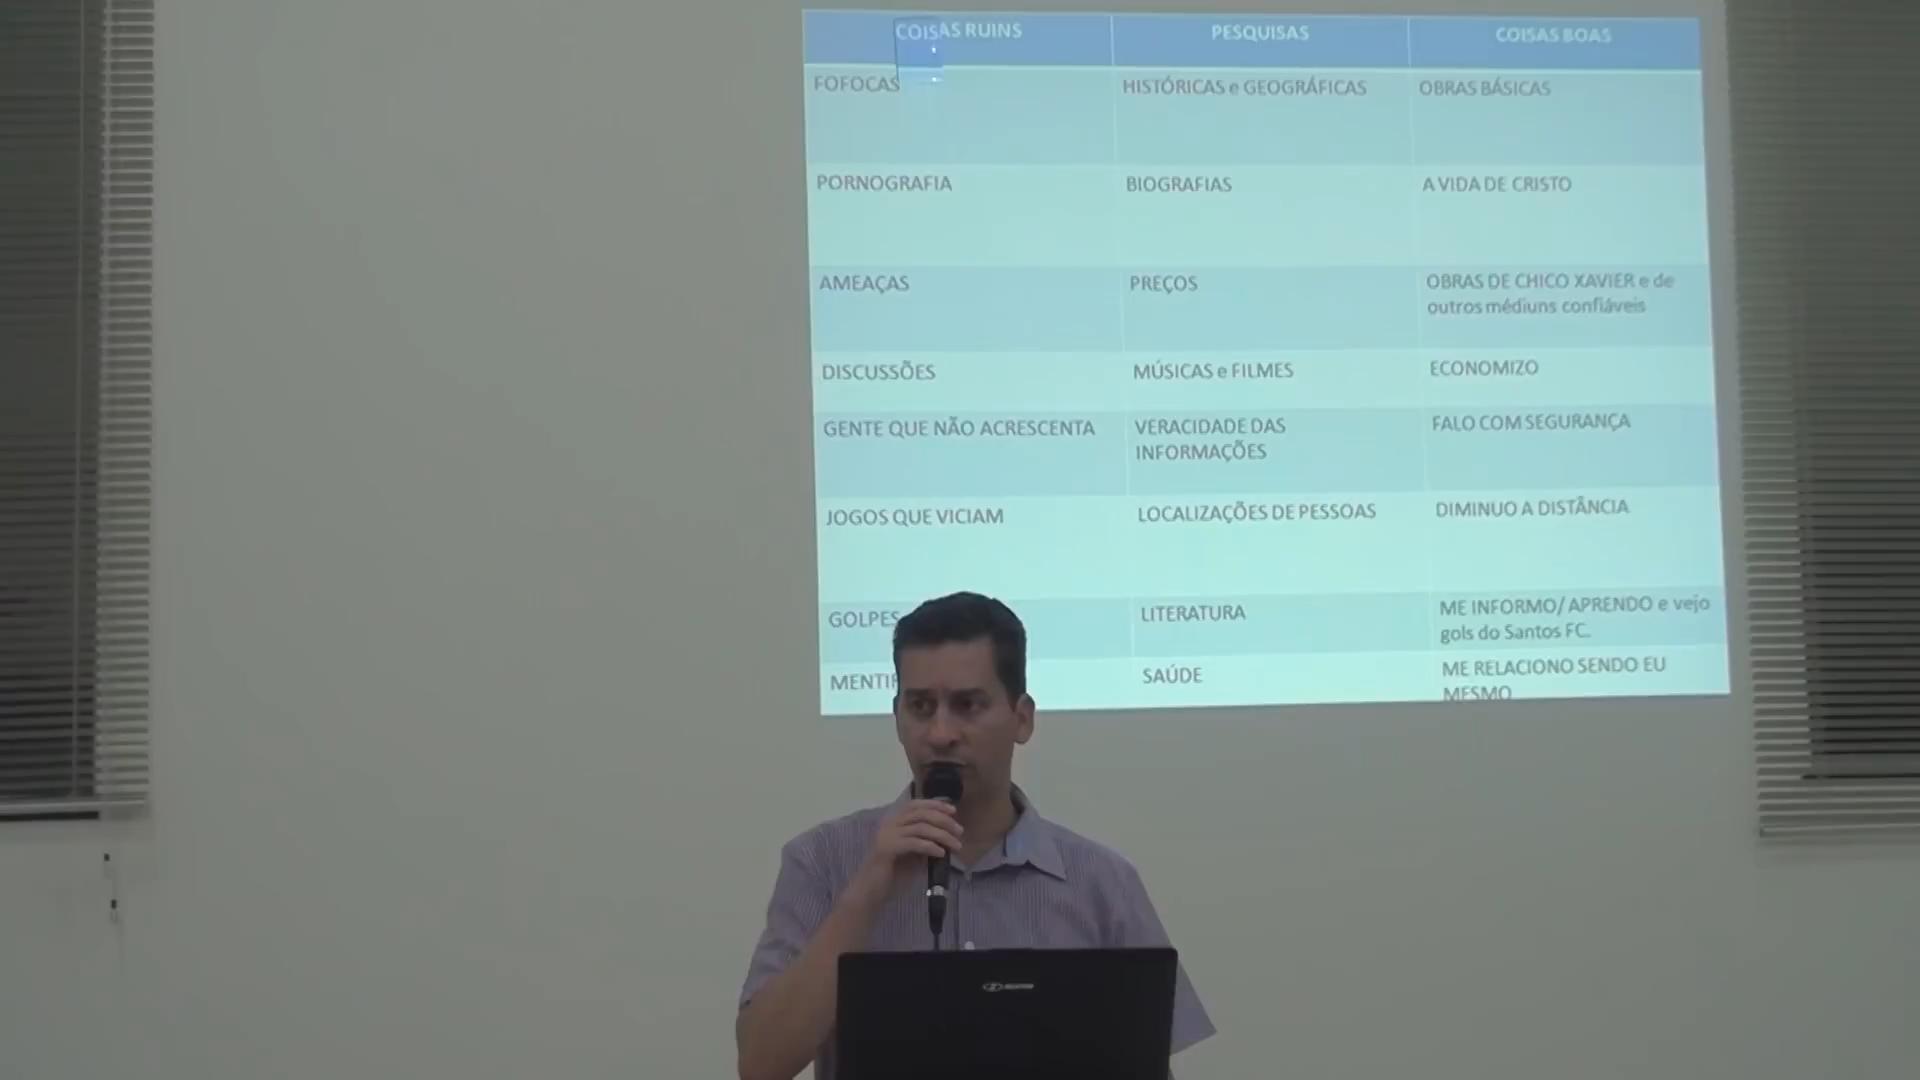 COISAS RUINS PESQUISAS COISAS BOAS
FOFOCAS HISTÓRICAS e GEOGRÁFICAS OBRAS BÁSICAS
PORNOGRAFIA BIOGRAFIAS A VIDA DE CRISTO
AMEAÇAS PREÇOS OBRAS DE CHICO XAVIER e de
outros médiuns confiáveis
DISCUSSÕES MÚSICAS e FILMES ECONOMIZO
GENTE QUE NÃO ACRESCENTA VERACIDADE DAS FALO COM SEGURANÇA
INFORMAÇÕES
JOGOS QUE VICIAM LOCALIZAÇÕES DE PESSOAS DIMINUO A DISTÂNCIA
GOLPES LITERATURA ME INFORMO/ APRENDO e vejo
gols do Santos FC.
MENTI SAÚDE ME RELACIONO SENDO EU
MESMO